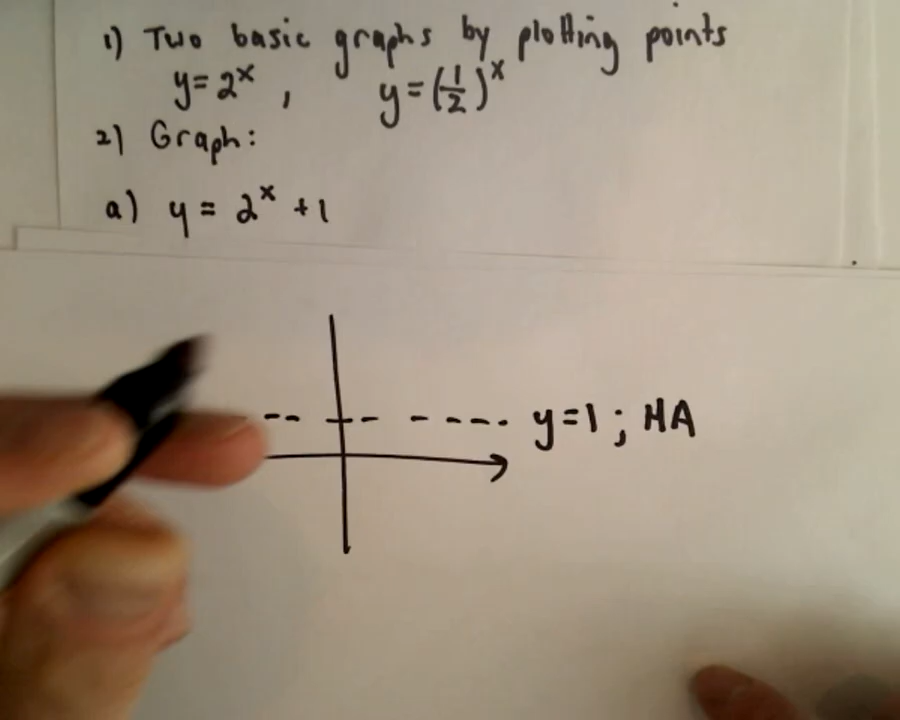 1) Two basic graphs by plotting points
y=2^x , y=(1/2)^x
2) Graph:
a) y = 2^x +1
y=1 ; HA